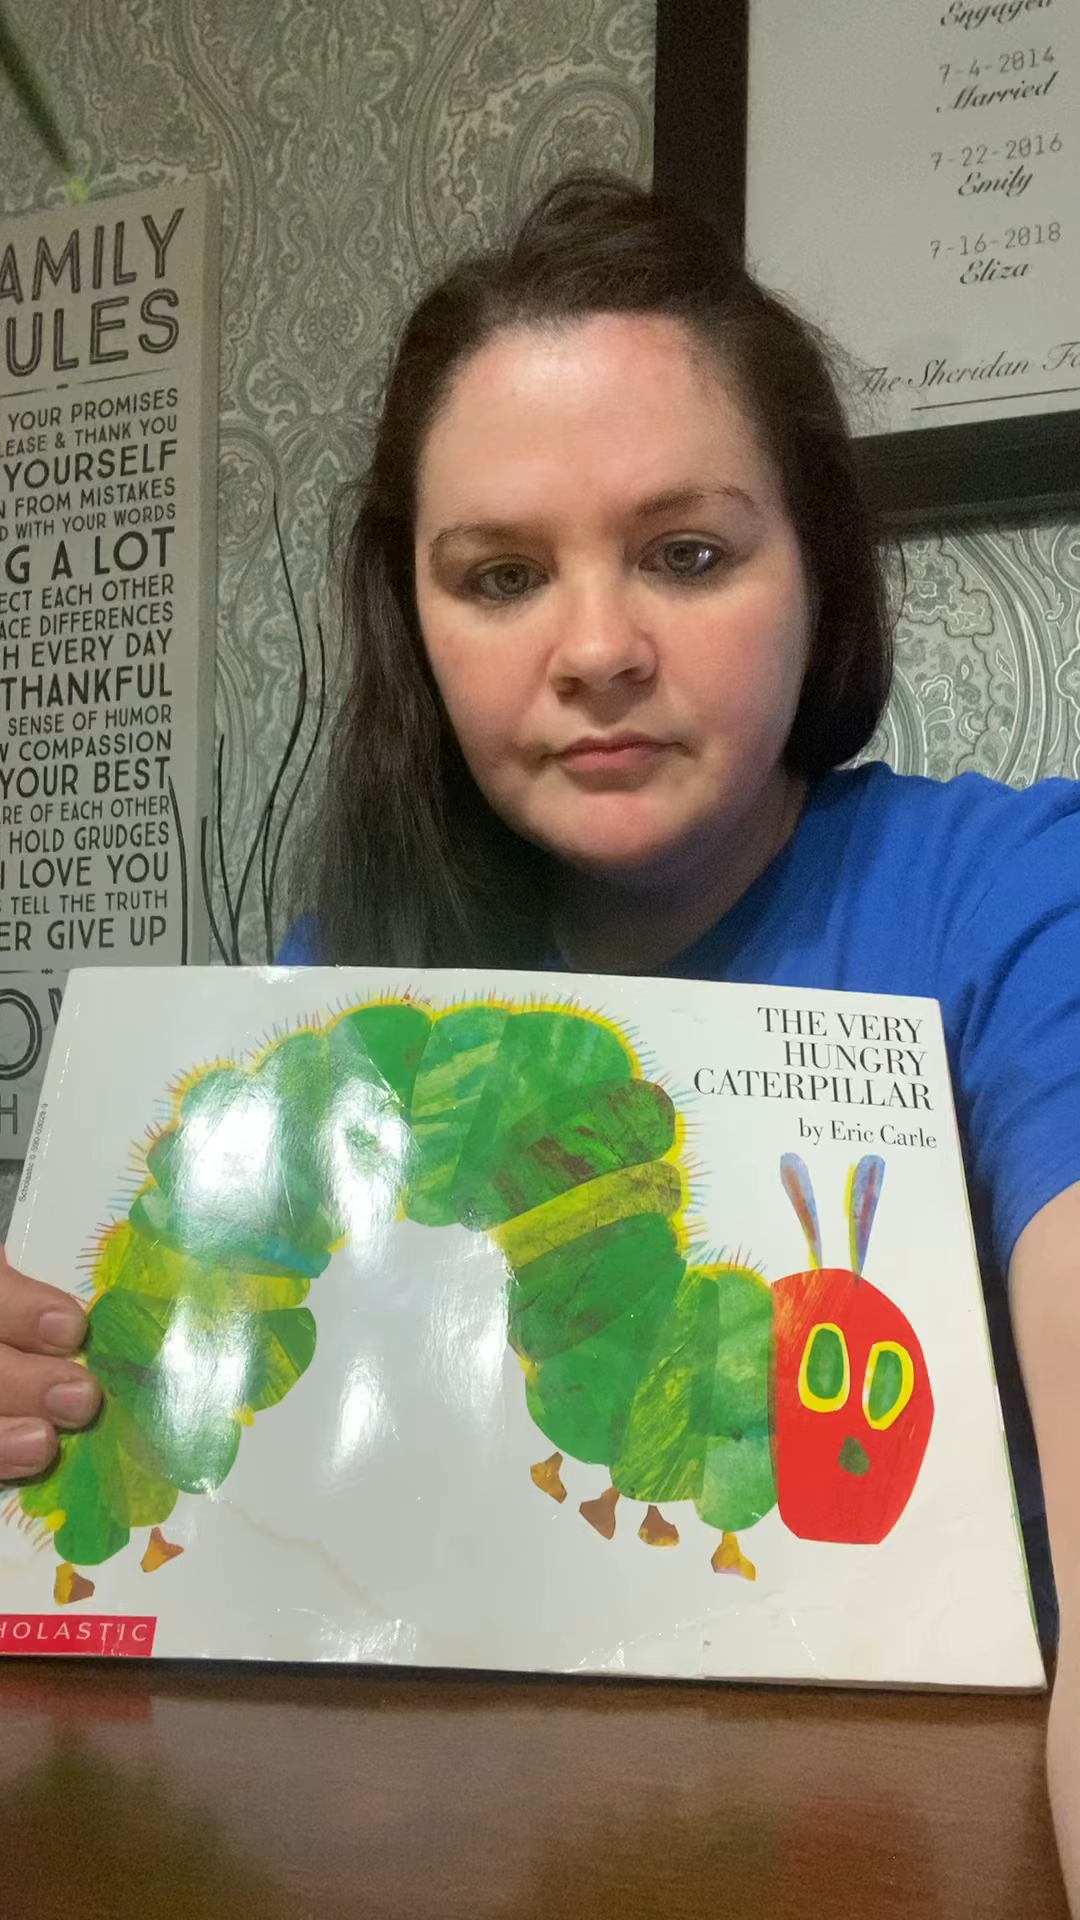 AMILY
ULES
YOUR PROMISES
LEASE & THANK YOU
YOURSELF
N FROM MISTAKES
D WITH YOUR WORDS
G A LOT
ECT EACH OTHER
ACE DIFFERENCES
H EVERY DAY
THANKFUL
SENSE OF HUMOR
W COMPASSION
YOUR BEST
RE OF EACH OTHER
HOLD GRUDGES
I LOVE YOU
S TELL THE TRUTH
ER GIVE UP
Engaged
7-4-2014
Married
7-22-2016
Emily
7-16-2018
Eliza
The Sheridan Fa
THE VERY
HUNGRY
CATERPILLAR
by Eric Carle
HOLASTIC